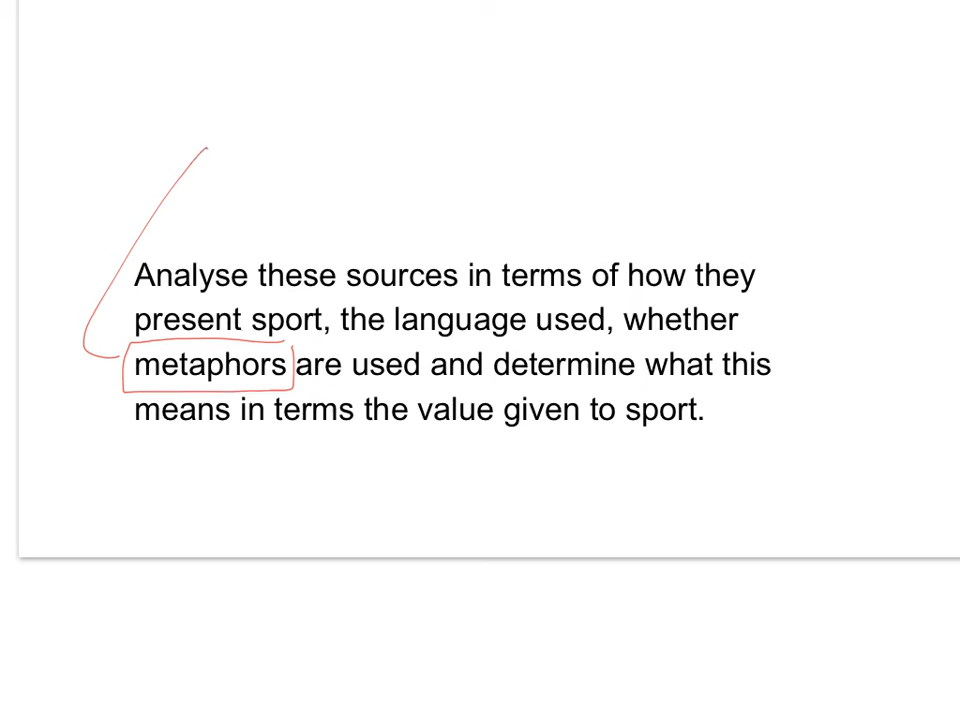 Analyse these sources in terms of how they
present sport, the language used, whether
metaphors are used and determine what this
means in terms the value given to sport.